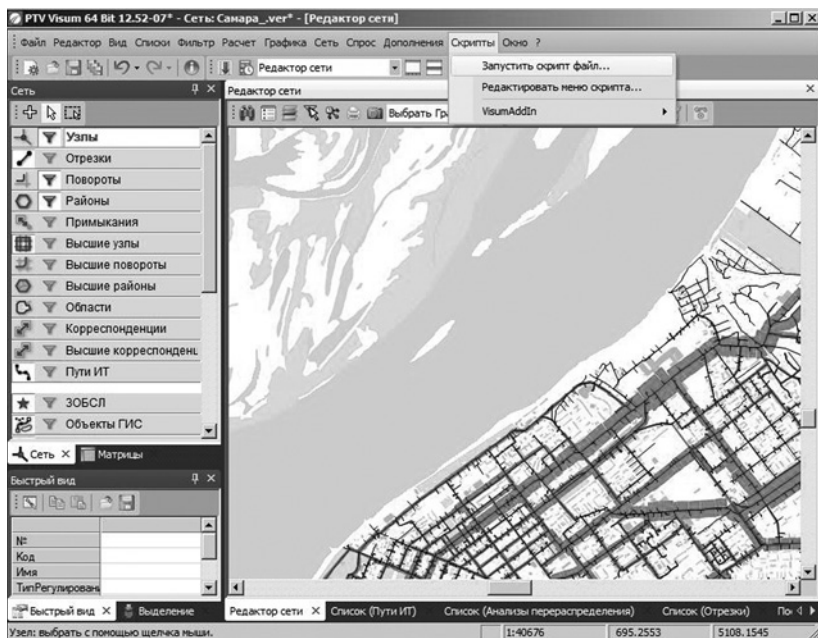 PTV Visum 64 Bit 12.52-07* - Сеть: Самара_.ver* - [Редактор сети]
Файл Редактор Вид Списки Фильтр Расчет Графика Сеть Спрос Дополнения Скрипты Окно ?
Редактор сети
Запустить скрипт файл...
Редактировать меню скрипта...
VisumAddIn
Сеть
Редактор сети
Выбрать
Узлы
Отрезки
Повороты
Районы
Примыкания
Высшие узлы
Высшие повороты
Высшие районы
Области
Корреспонденции
Высшие корреспонденц
Пути ИТ
ЗОБСЛ
Объекты ГИС
Сеть
Матрицы
Быстрый вид
№
Код
Имя
ТипРегулирован
Быстрый вид
Выделение
Редактор сети
Список (Пути ИТ)
Список (Анализы перераспределения)
Список (Отрезки)
Узел: выбрать с помощью щелчка мыши.
1:40676
695.2553
5108.1545